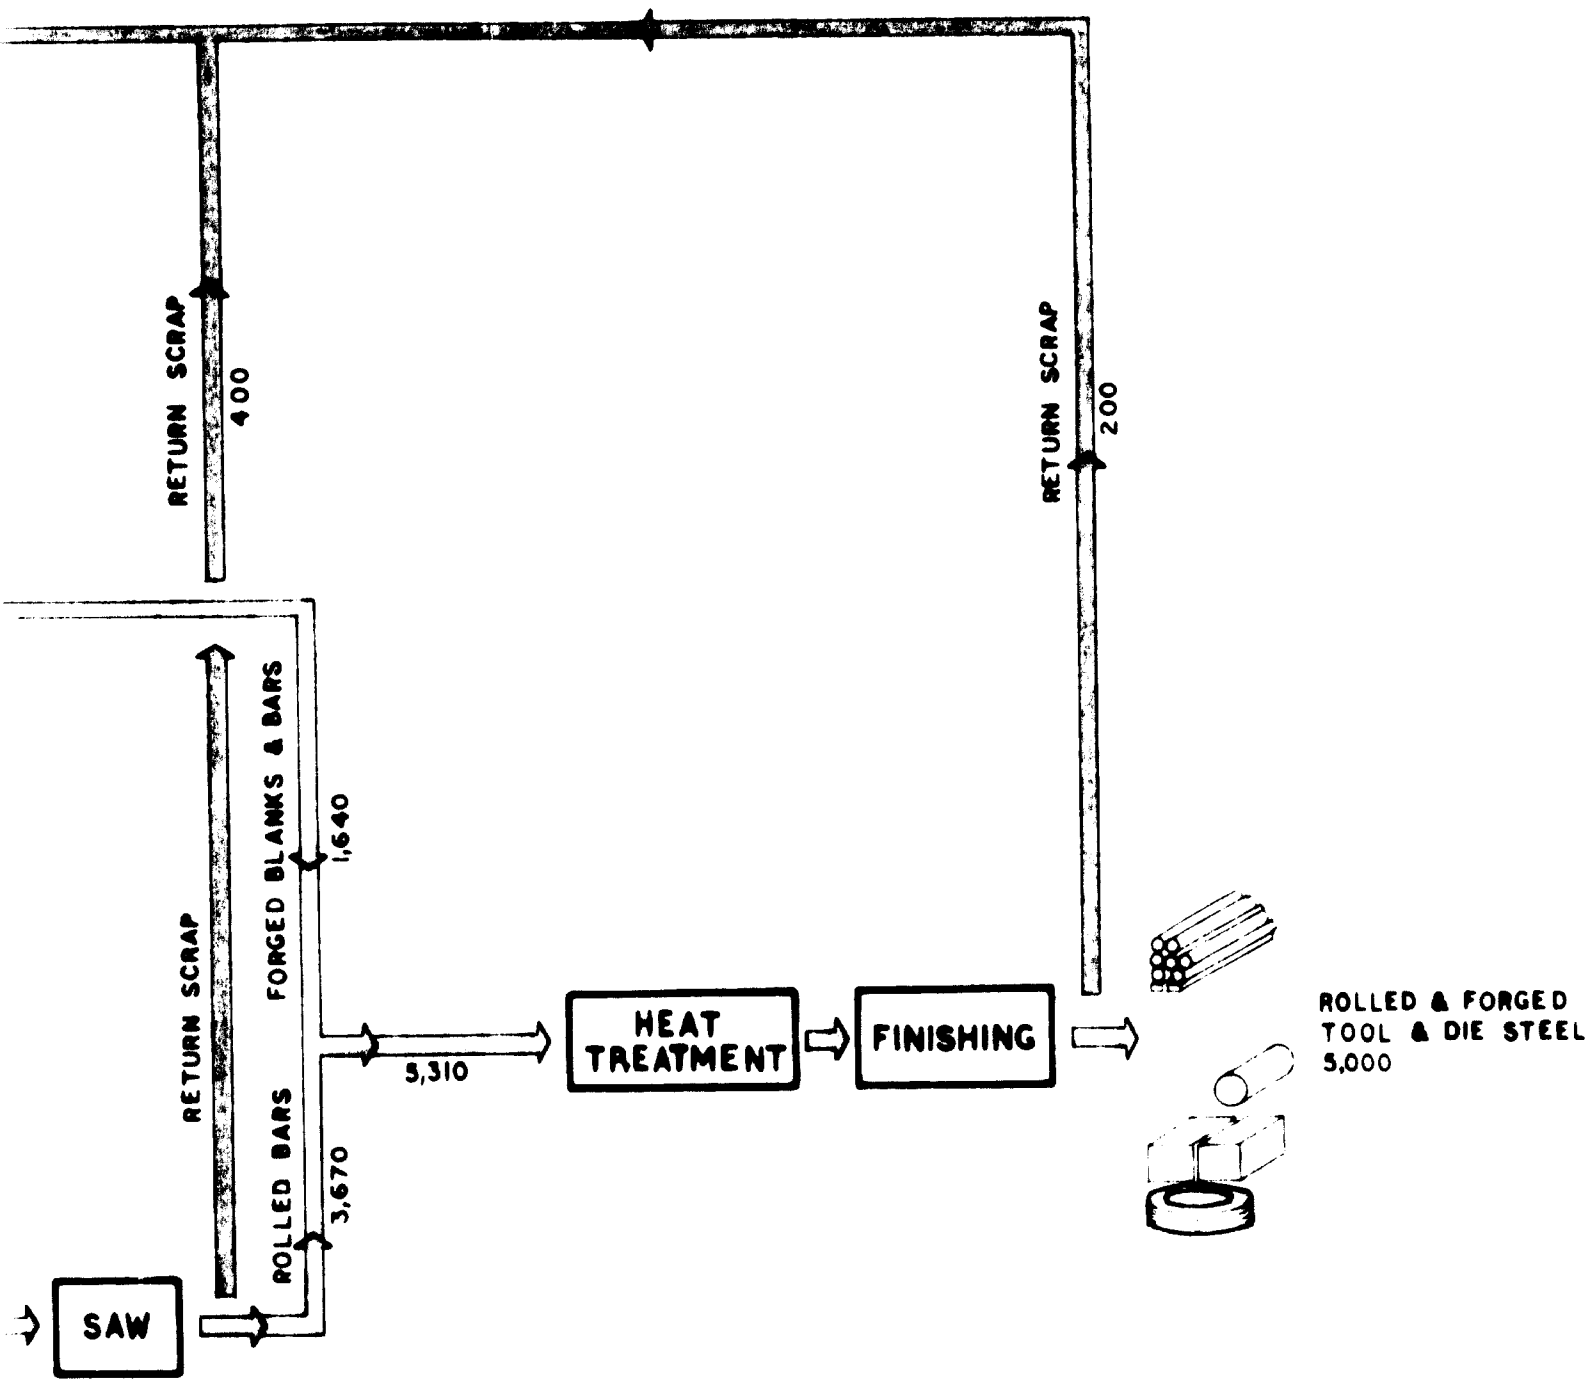 RETURN SCRAP
400
RETURN SCRAP
200
FORGED BLANKS & BARS
1,640
RETURN SCRAP
ROLLED BARS
3,670
5,310
HEAT
TREATMENT
FINISHING
ROLLED & FORGED
TOOL & DIE STEEL
5,000
SAW